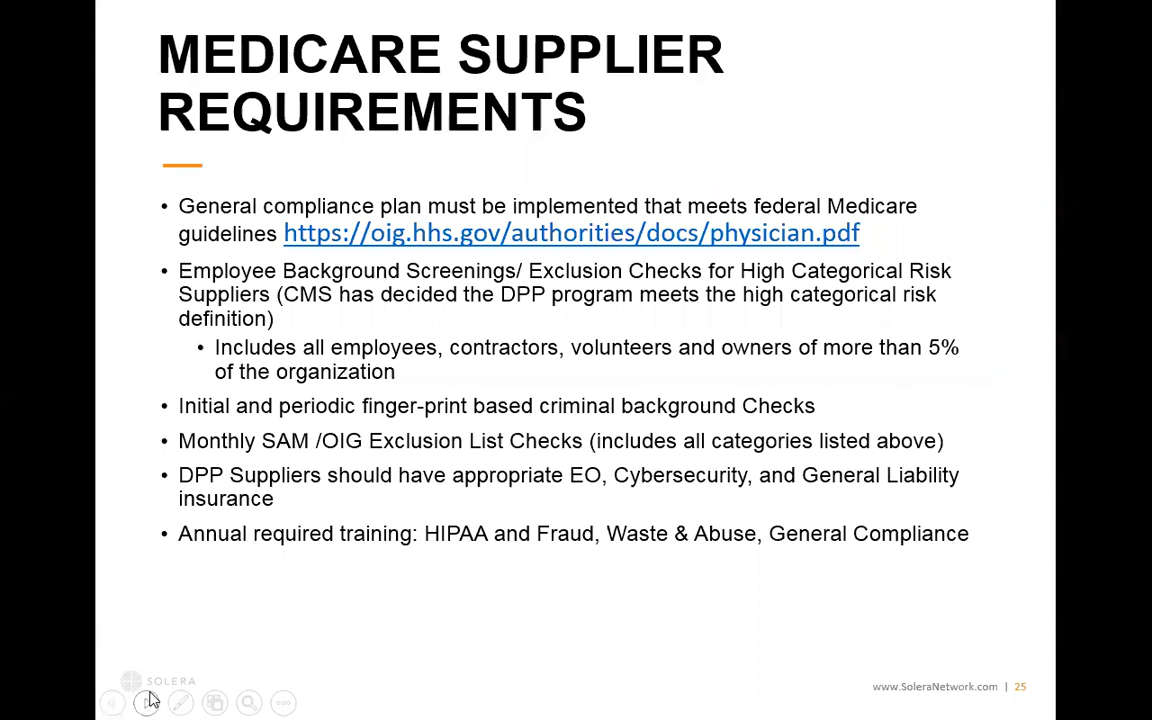 MEDICARE SUPPLIER
REQUIREMENTS
• General compliance plan must be implemented that meets federal Medicare
guidelines https://oig.hhs.gov/authorities/docs/physician.pdf
• Employee Background Screenings/ Exclusion Checks for High Categorical Risk
Suppliers (CMS has decided the DPP program meets the high categorical risk
definition)
• Includes all employees, contractors, volunteers and owners of more than 5%
of the organization
• Initial and periodic finger-print based criminal background Checks
• Monthly SAM /OIG Exclusion List Checks (includes all categories listed above)
• DPP Suppliers should have appropriate EO, Cybersecurity, and General Liability
insurance
• Annual required training: HIPAA and Fraud, Waste & Abuse, General Compliance
SOLERA
www.SoleraNetwork.com | 25